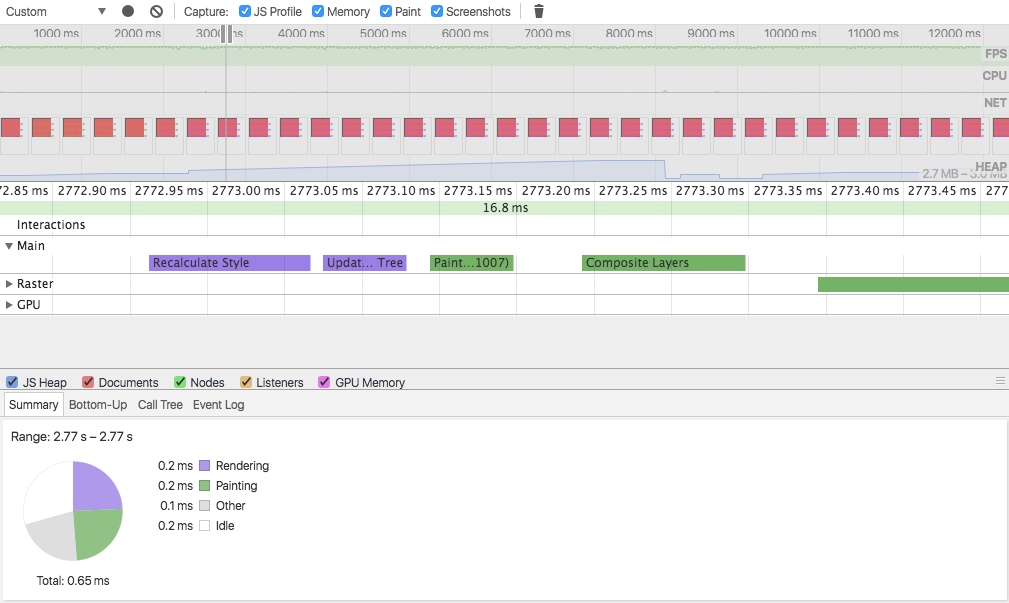 Custom Capture: JS Profile Memory Paint Screenshots
1000 ms 2000 ms 3000 ms 4000 ms 5000 ms 6000 ms 7000 ms 8000 ms 9000 ms 10000 ms 11000 ms 12000 ms
FPS
CPU
NET
HEAP
2.7 MB – 3.0 MB
72.85 ms 2772.90 ms 2772.95 ms 2773.00 ms 2773.05 ms 2773.10 ms 2773.15 ms 2773.20 ms 2773.25 ms 2773.30 ms 2773.35 ms 2773.40 ms 2773.45 ms 277
16.8 ms
Interactions
Main
Recalculate Style Updat... Tree Paint...1007) Composite Layers
Raster
GPU
JS Heap Documents Nodes Listeners GPU Memory
Summary Bottom-Up Call Tree Event Log
Range: 2.77 s – 2.77 s
0.2 ms Rendering
0.2 ms Painting
0.1 ms Other
0.2 ms Idle
Total: 0.65 ms